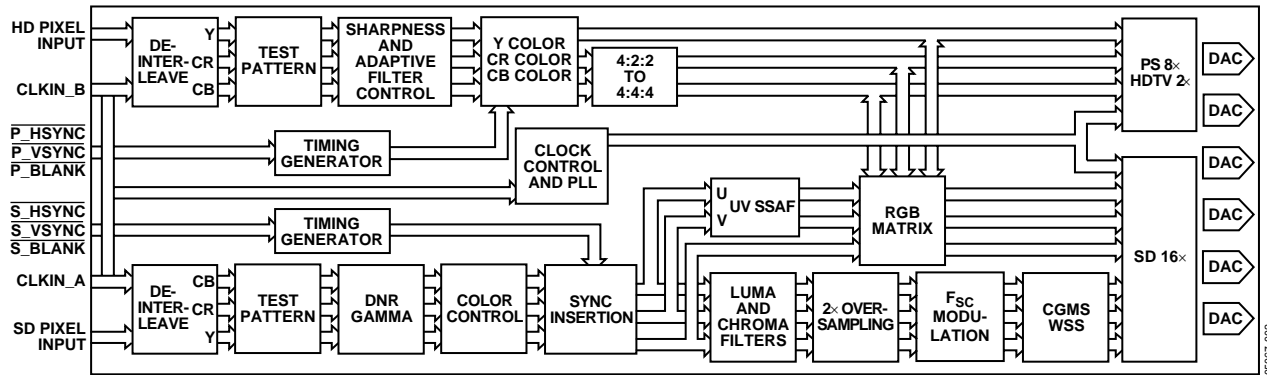 HD PIXEL
INPUT
CLKIN_B
P_HSYNC
P_VSYNC
P_BLANK
S_HSYNC
S_VSYNC
S_BLANK
CLKIN_A
SD PIXEL
INPUT
DE-
INTER-
LEAVE
Y
CR
CB
TEST
PATTERN
SHARPNESS
AND
ADAPTIVE
FILTER
CONTROL
Y COLOR
CR COLOR
CB COLOR
4:2:2
TO
4:4:4
PS 8×
HDTV 2×
TIMING
GENERATOR
CLOCK
CONTROL
AND PLL
TIMING
GENERATOR
U
V
UV SSAF
RGB
MATRIX
DE-
INTER-
LEAVE
CB
CR
Y
TEST
PATTERN
DNR
GAMMA
COLOR
CONTROL
SYNC
INSERTION
LUMA
AND
CHROMA
FILTERS
2× OVER-
SAMPLING
FSC
MODU-
LATION
CGMS
WSS
SD 16×
DAC
DAC
DAC
DAC
DAC
DAC